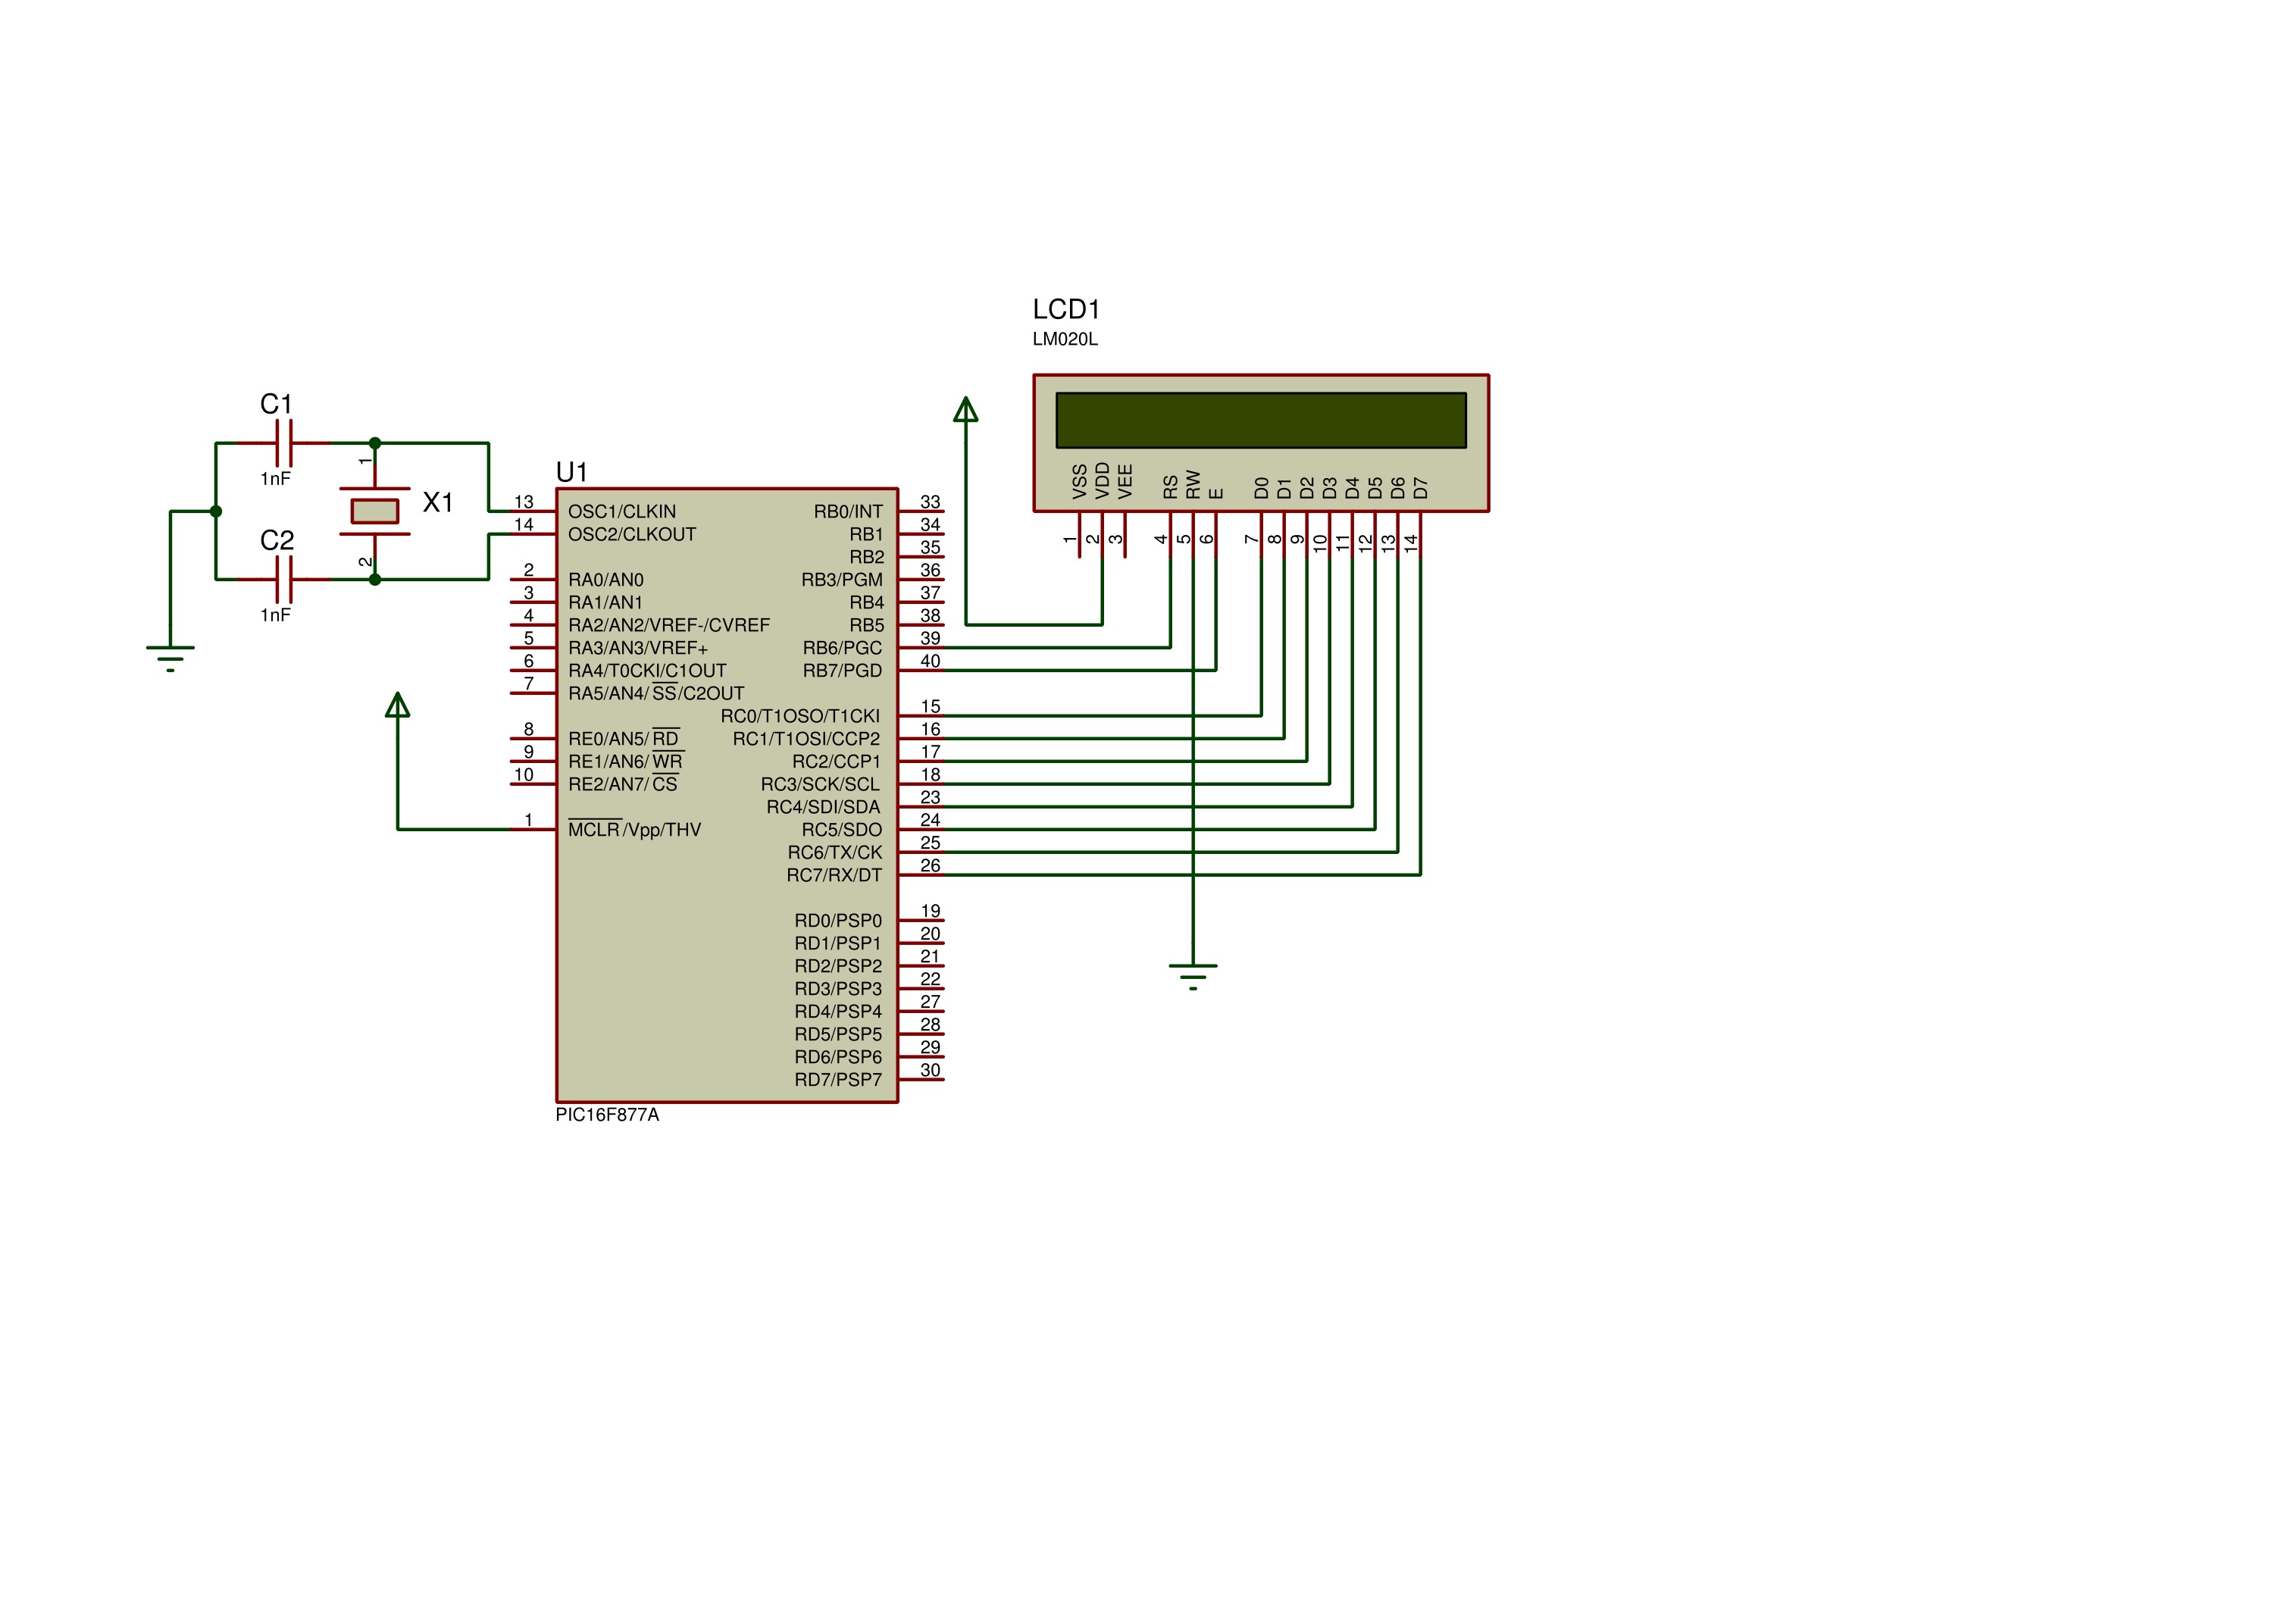 LCD1
LM020L
VSS
VDD
VEE
RS
RW
E
D0
D1
D2
D3
D4
D5
D6
D7
1
2
3
4
5
6
7
8
9
10
11
12
13
14
C1
1nF
1
X1
2
C2
1nF
U1
13 OSC1/CLKIN RB0/INT 33
14 OSC2/CLKOUT RB1 34
RB2 35
2 RA0/AN0 RB3/PGM 36
3 RA1/AN1 RB4 37
4 RA2/AN2/VREF-/CVREF RB5 38
5 RA3/AN3/VREF+ RB6/PGC 39
6 RA4/T0CKI/C1OUT RB7/PGD 40
7 RA5/AN4/SS/C2OUT
RC0/T1OSO/T1CKI 15
8 RE0/AN5/RD RC1/T1OSI/CCP2 16
9 RE1/AN6/WR RC2/CCP1 17
10 RE2/AN7/CS RC3/SCK/SCL 18
RC4/SDI/SDA 23
1 MCLR/Vpp/THV RC5/SDO 24
RC6/TX/CK 25
RC7/RX/DT 26
RD0/PSP0 19
RD1/PSP1 20
RD2/PSP2 21
RD3/PSP3 22
RD4/PSP4 27
RD5/PSP5 28
RD6/PSP6 29
RD7/PSP7 30
PIC16F877A